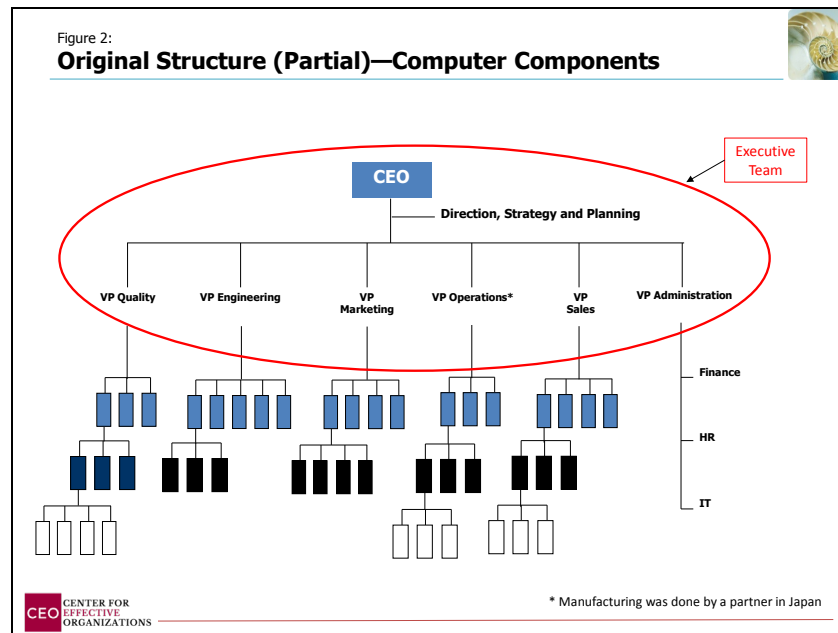 Figure 2:
Original Structure (Partial)—Computer Components
Executive
Team
CEO
Direction, Strategy and Planning
VP Quality
VP Engineering
VP
Marketing
VP Operations*
VP
Sales
VP Administration
Finance
HR
IT
* Manufacturing was done by a partner in Japan
CEO
CENTER FOR
EFFECTIVE
ORGANIZATIONS